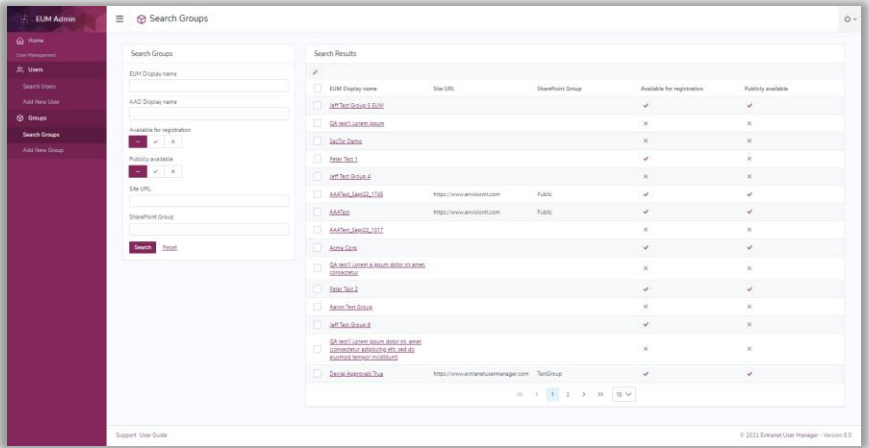 EUM Admin
Search Groups
Home
User Management
Users
Search Users
Add New User
Groups
Search Groups
Add New Group
Search Groups
EUM Display name
AAD Display name
Available for registration
Publicly available
Site URL
SharePoint Group
Search Reset
Search Results
EUM Display name Site URL SharePoint Group Available for registration Publicly available
Jeff Test Group 5 EUM
QA test1 Lorem ipsum
SecTor Demo
Peter Test 1
Jeff Test Group 4
AAATest_Sept22_1745 https://www.envisionit.com Public
AAATest https://www.envisionit.com Public
AAATest_Sept22_1317
Acme Corp
QA test1 Lorem a ipsum dolor sit amet,
consectetur
Peter Test 2
Aaron Test Group
Jeff Test Group 6
QA test1 Lorem ipsum dolor sit, amet
(consectetur adipiscing elit, sed do
eiusmod tempor incididunt)
Devraj Approvals True https://www.extranetusermanager.com TestGroup
1 2 15
Support User Guide
© 2021 Extranet User Manager - Version 6.0